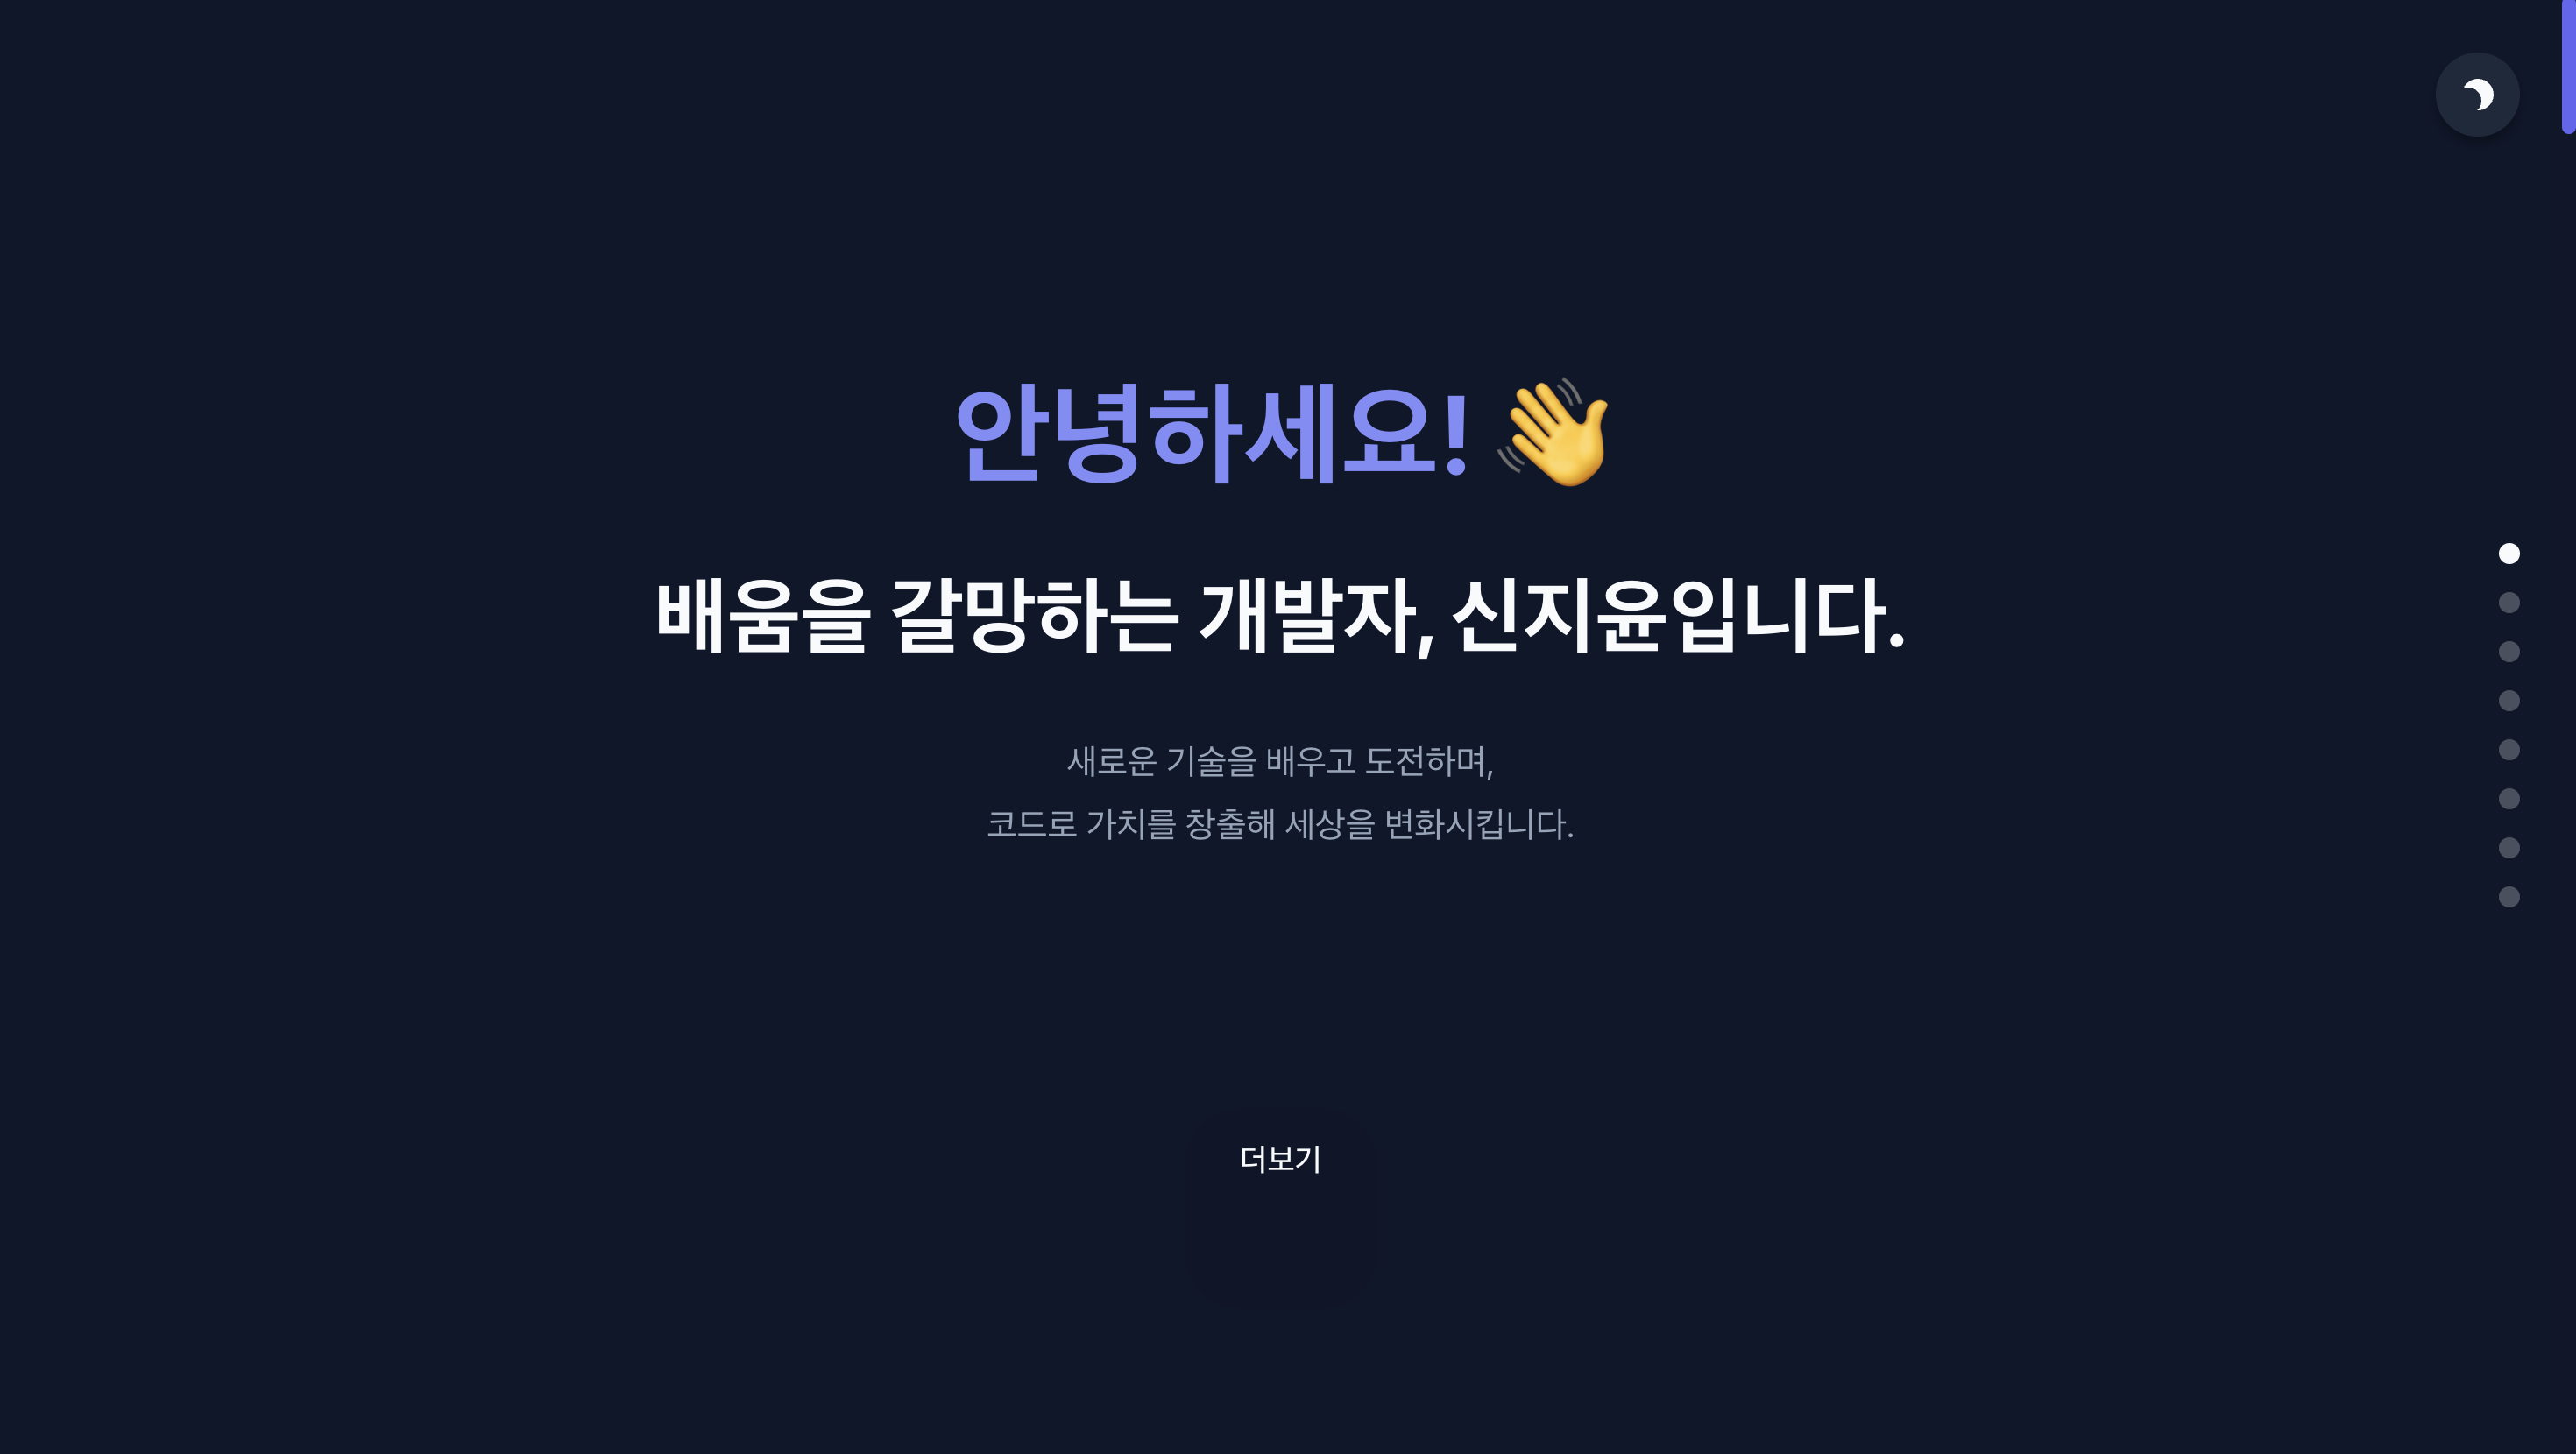 안녕하세요! 👋
배움을 갈망하는 개발자, 신지윤입니다.
새로운 기술을 배우고 도전하며,
코드로 가치를 창출해 세상을 변화시킵니다.
더보기